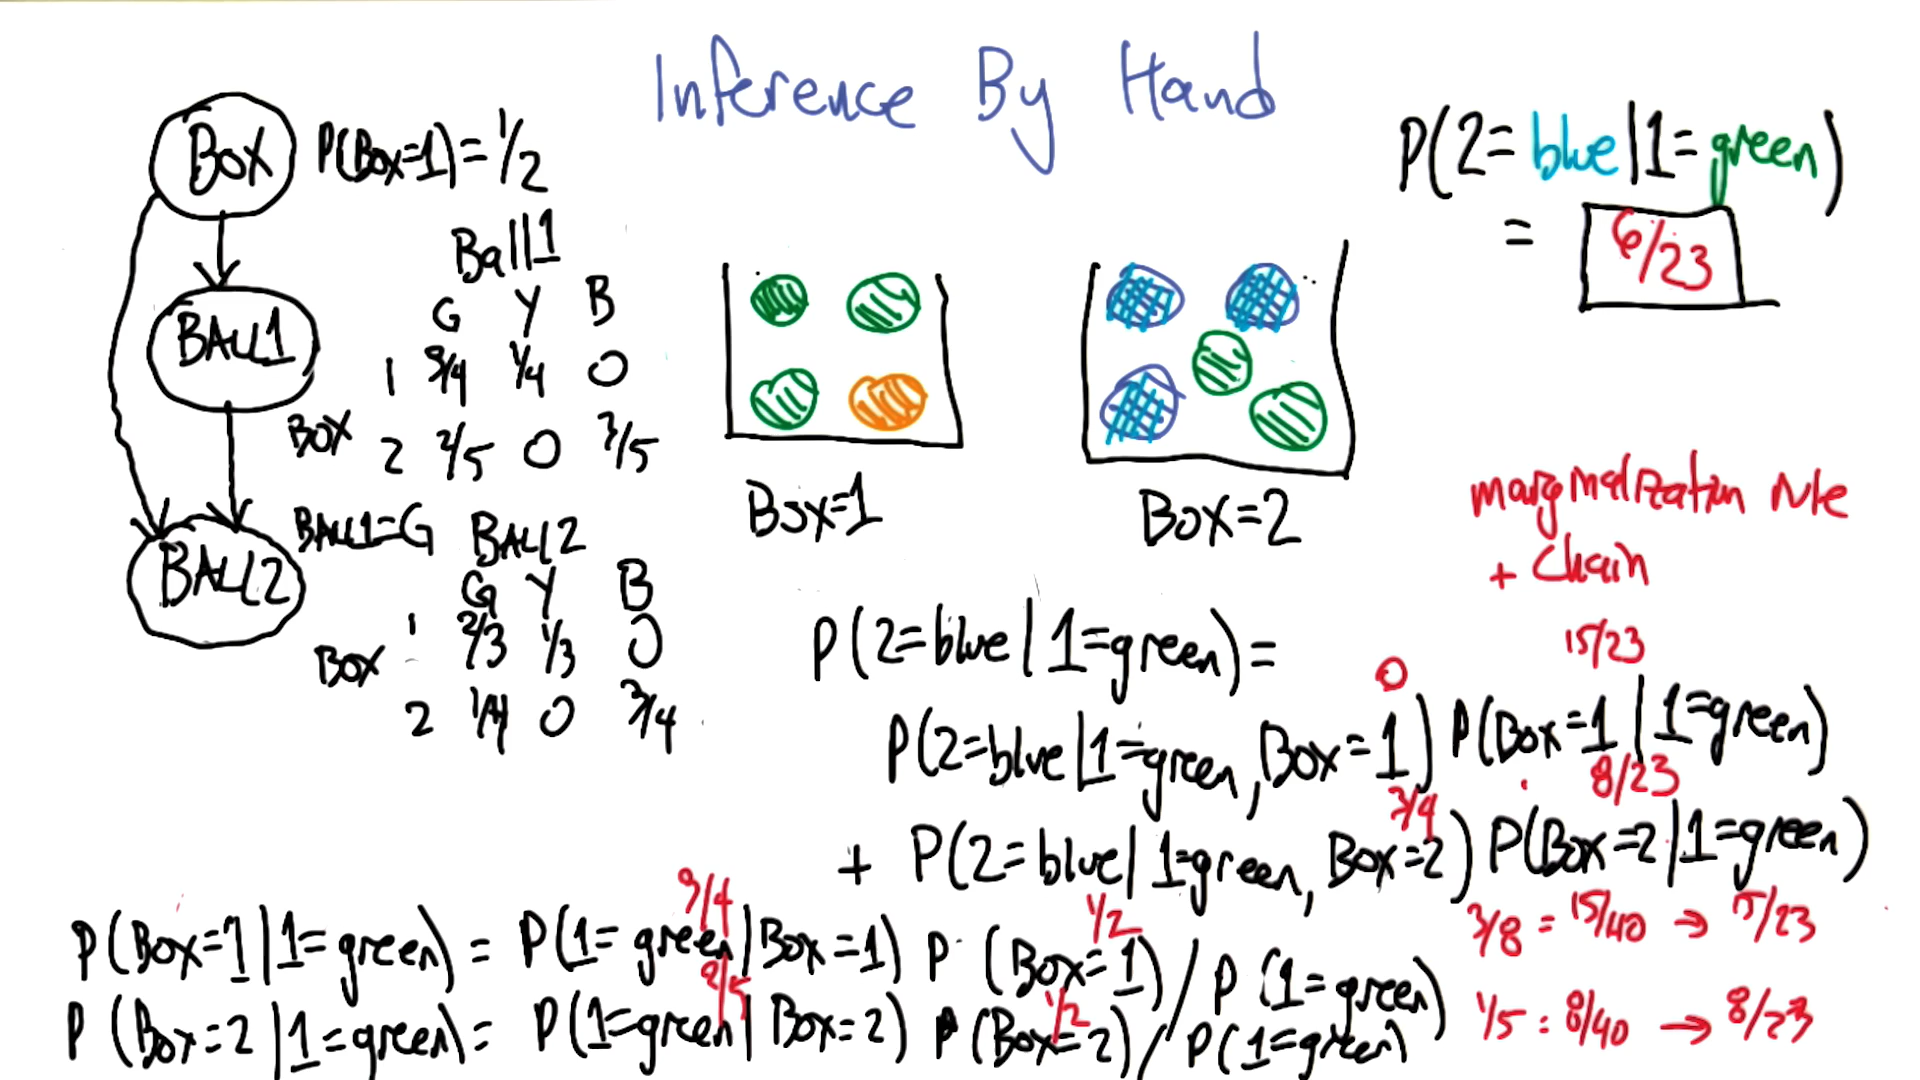 Inference By Hand
BOX P(Box=1)=1/2
P(2=blue|1=green)
= 6/23
Ball1
G Y B
BALL1
1 3/4 1/4 0
BOX
2 2/5 0 3/5
Box=1
Box=2
BALL1=G BALL2
BALL2
G Y B
1 2/3 1/3 0
BOX
2 1/4 0 3/4
marginalization rule
+ Chain
P(2=blue|1=green)=
15/23
0
P(2=blue|1=green, Box=1) P(Box=1|1=green)
8/23
3/4
+ P(2=blue|1=green, Box=2) P(Box=2|1=green)
3/4
1/2
3/8 = 15/40 → 15/23
P(Box=1|1=green) = P(1=green|Box=1) P(Box=1)/P(1=green)
2/5
1/2
1/5 = 8/40 → 8/23
P(Box=2|1=green) = P(1=green|Box=2) P(Box=2)/P(1=green)